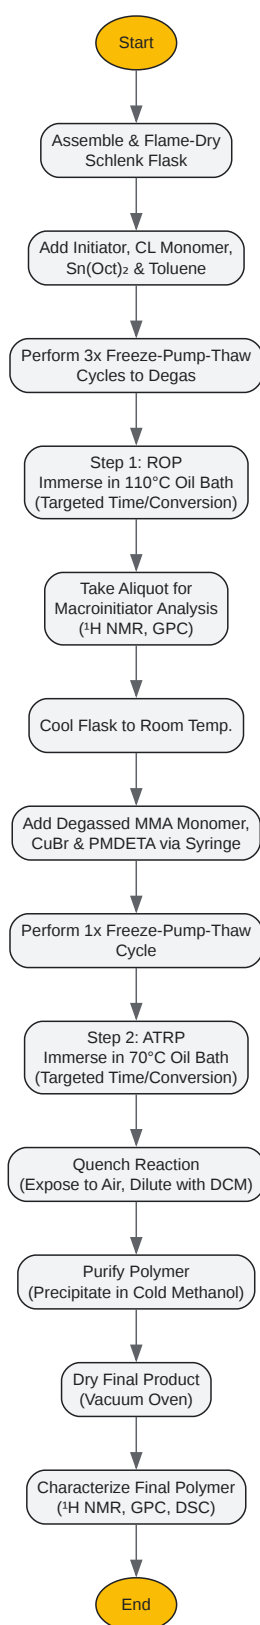 Start
Assemble & Flame-Dry
Schlenk Flask
Add Initiator, CL Monomer,
Sn(Oct)₂ & Toluene
Perform 3x Freeze-Pump-Thaw
Cycles to Degas
Step 1: ROP
Immerse in 110°C Oil Bath
(Targeted Time/Conversion)
Take Aliquot for
Macroinitiator Analysis
(¹H NMR, GPC)
Cool Flask to Room Temp.
Add Degassed MMA Monomer,
CuBr & PMDETA via Syringe
Perform 1x Freeze-Pump-Thaw
Cycle
Step 2: ATRP
Immerse in 70°C Oil Bath
(Targeted Time/Conversion)
Quench Reaction
(Expose to Air, Dilute with DCM)
Purify Polymer
(Precipitate in Cold Methanol)
Dry Final Product
(Vacuum Oven)
Characterize Final Polymer
(¹H NMR, GPC, DSC)
End